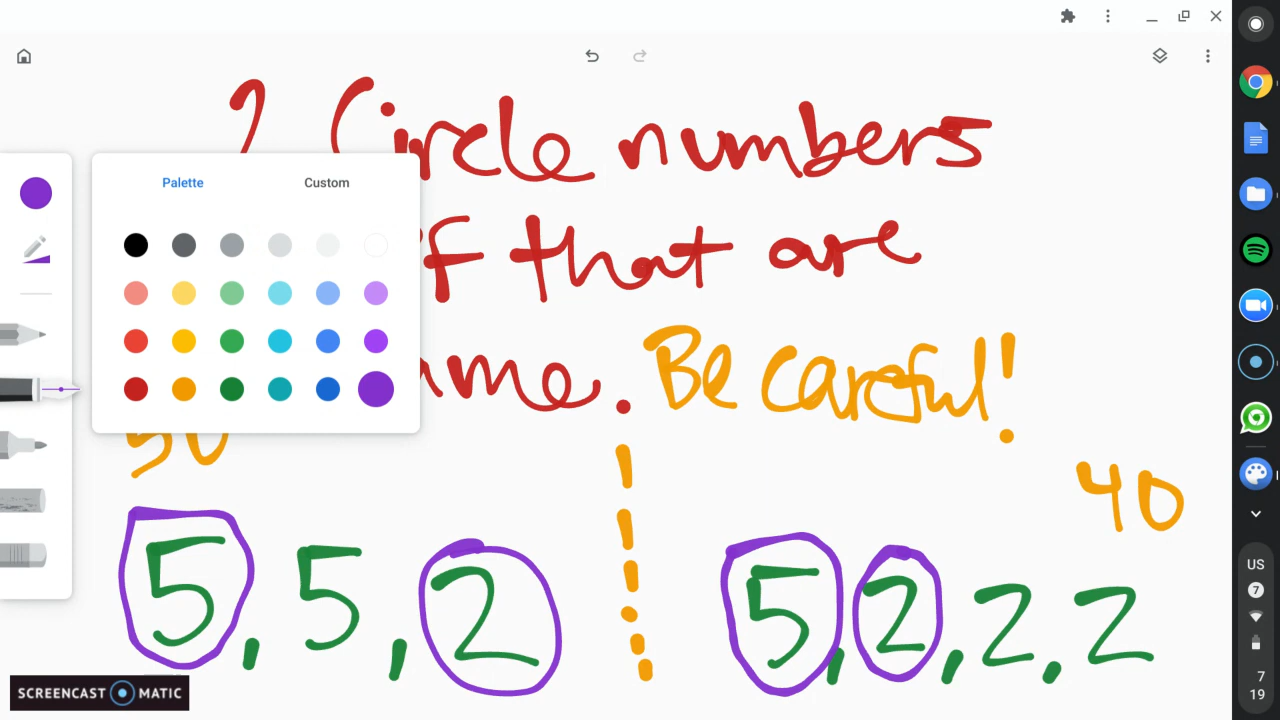 ? Circle numbers
Palette
Custom
that are
. Be careful!
50
40
5, 5, 2
5, 2, 2, 2
SCREENCAST MATIC
US
7
7
19